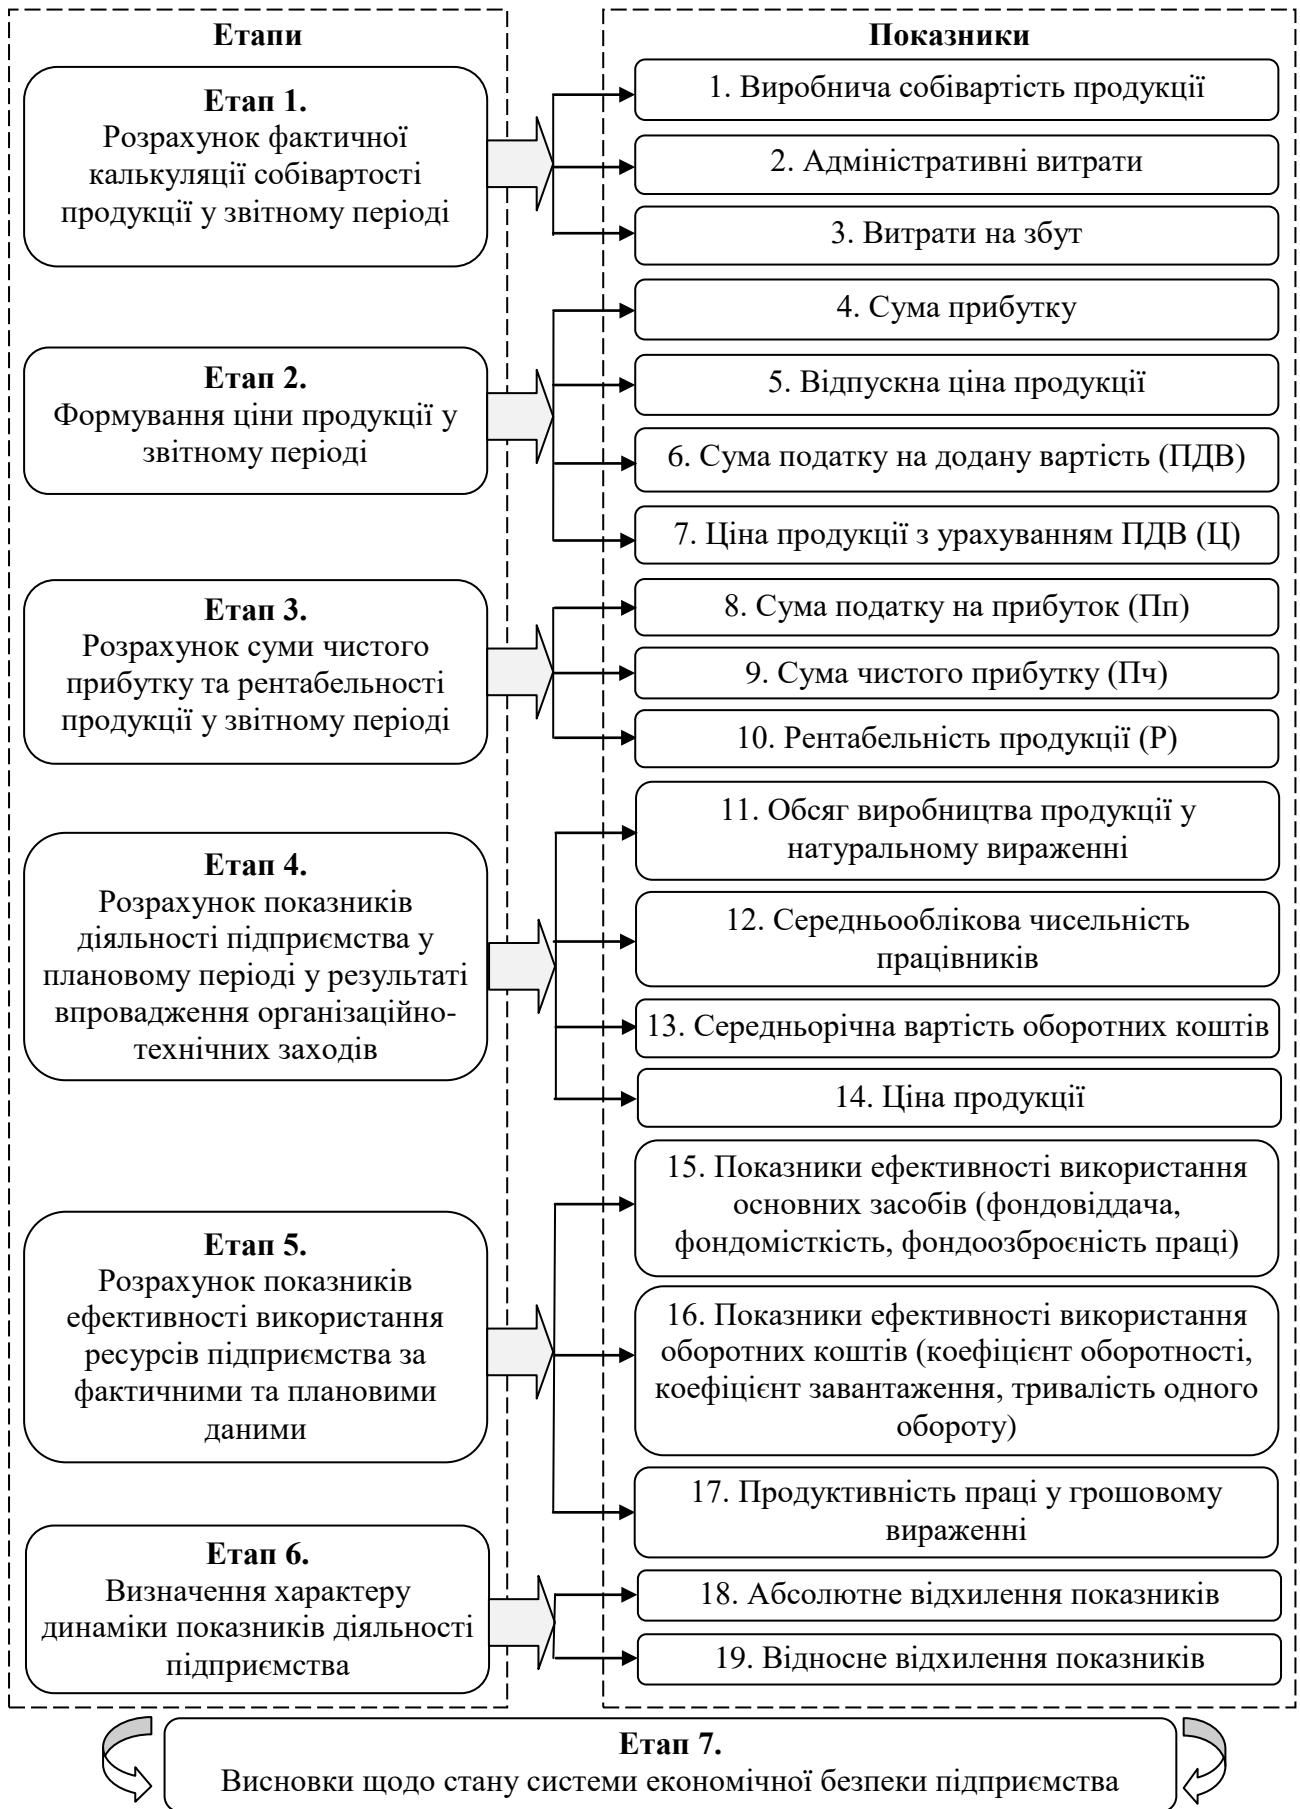 Етапи
Етап 1.
Розрахунок фактичної
калькуляції собівартості
продукції у звітному періоді
Етап 2.
Формування ціни продукції у
звітному періоді
Етап 3.
Розрахунок суми чистого
прибутку та рентабельності
продукції у звітному періоді
Етап 4.
Розрахунок показників
діяльності підприємства у
плановому періоді у результаті
впровадження організаційно-
технічних заходів
Етап 5.
Розрахунок показників
ефективності використання
ресурсів підприємства за
фактичними та плановими
даними
Етап 6.
Визначення характеру
динаміки показників діяльності
підприємства
Показники
1. Виробнича собівартість продукції
2. Адміністративні витрати
3. Витрати на збут
4. Сума прибутку
5. Відпускна ціна продукції
6. Сума податку на додану вартість (ПДВ)
7. Ціна продукції з урахуванням ПДВ (Ц)
8. Сума податку на прибуток (Пп)
9. Сума чистого прибутку (Пч)
10. Рентабельність продукції (Р)
11. Обсяг виробництва продукції у
натуральному вираженні
12. Середньооблікова чисельність
працівників
13. Середньорічна вартість оборотних коштів
14. Ціна продукції
15. Показники ефективності використання
основних засобів (фондовіддача,
фондомісткість, фондоозброєність праці)
16. Показники ефективності використання
оборотних коштів (коефіцієнт оборотності,
коефіцієнт завантаження, тривалість одного
обороту)
17. Продуктивність праці у грошовому
вираженні
18. Абсолютне відхилення показників
19. Відносне відхилення показників
Етап 7.
Висновки щодо стану системи економічної безпеки підприємства